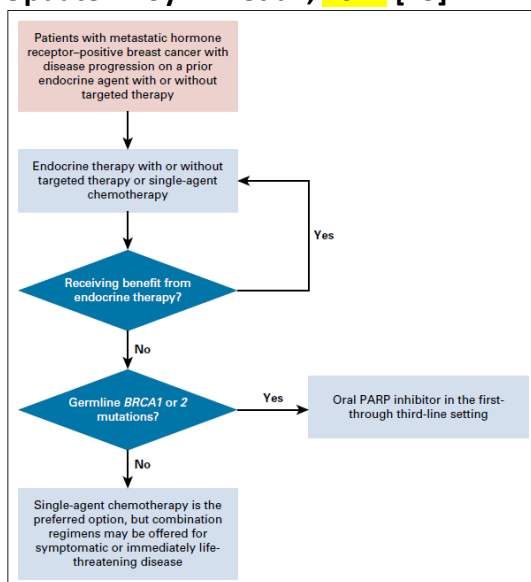 Patients with metastatic hormone
receptor–positive breast cancer with
disease progression on a prior
endocrine agent with or without
targeted therapy
Endocrine therapy with or without
targeted therapy or single-agent
chemotherapy
Yes
Receiving benefit from
endocrine therapy?
No
Germline BRCA1 or 2
mutations?
Yes
Oral PARP inhibitor in the first-
through third-line setting
No
Single-agent chemotherapy is the
preferred option, but combination
regimens may be offered for
symptomatic or immediately life-
threatening disease